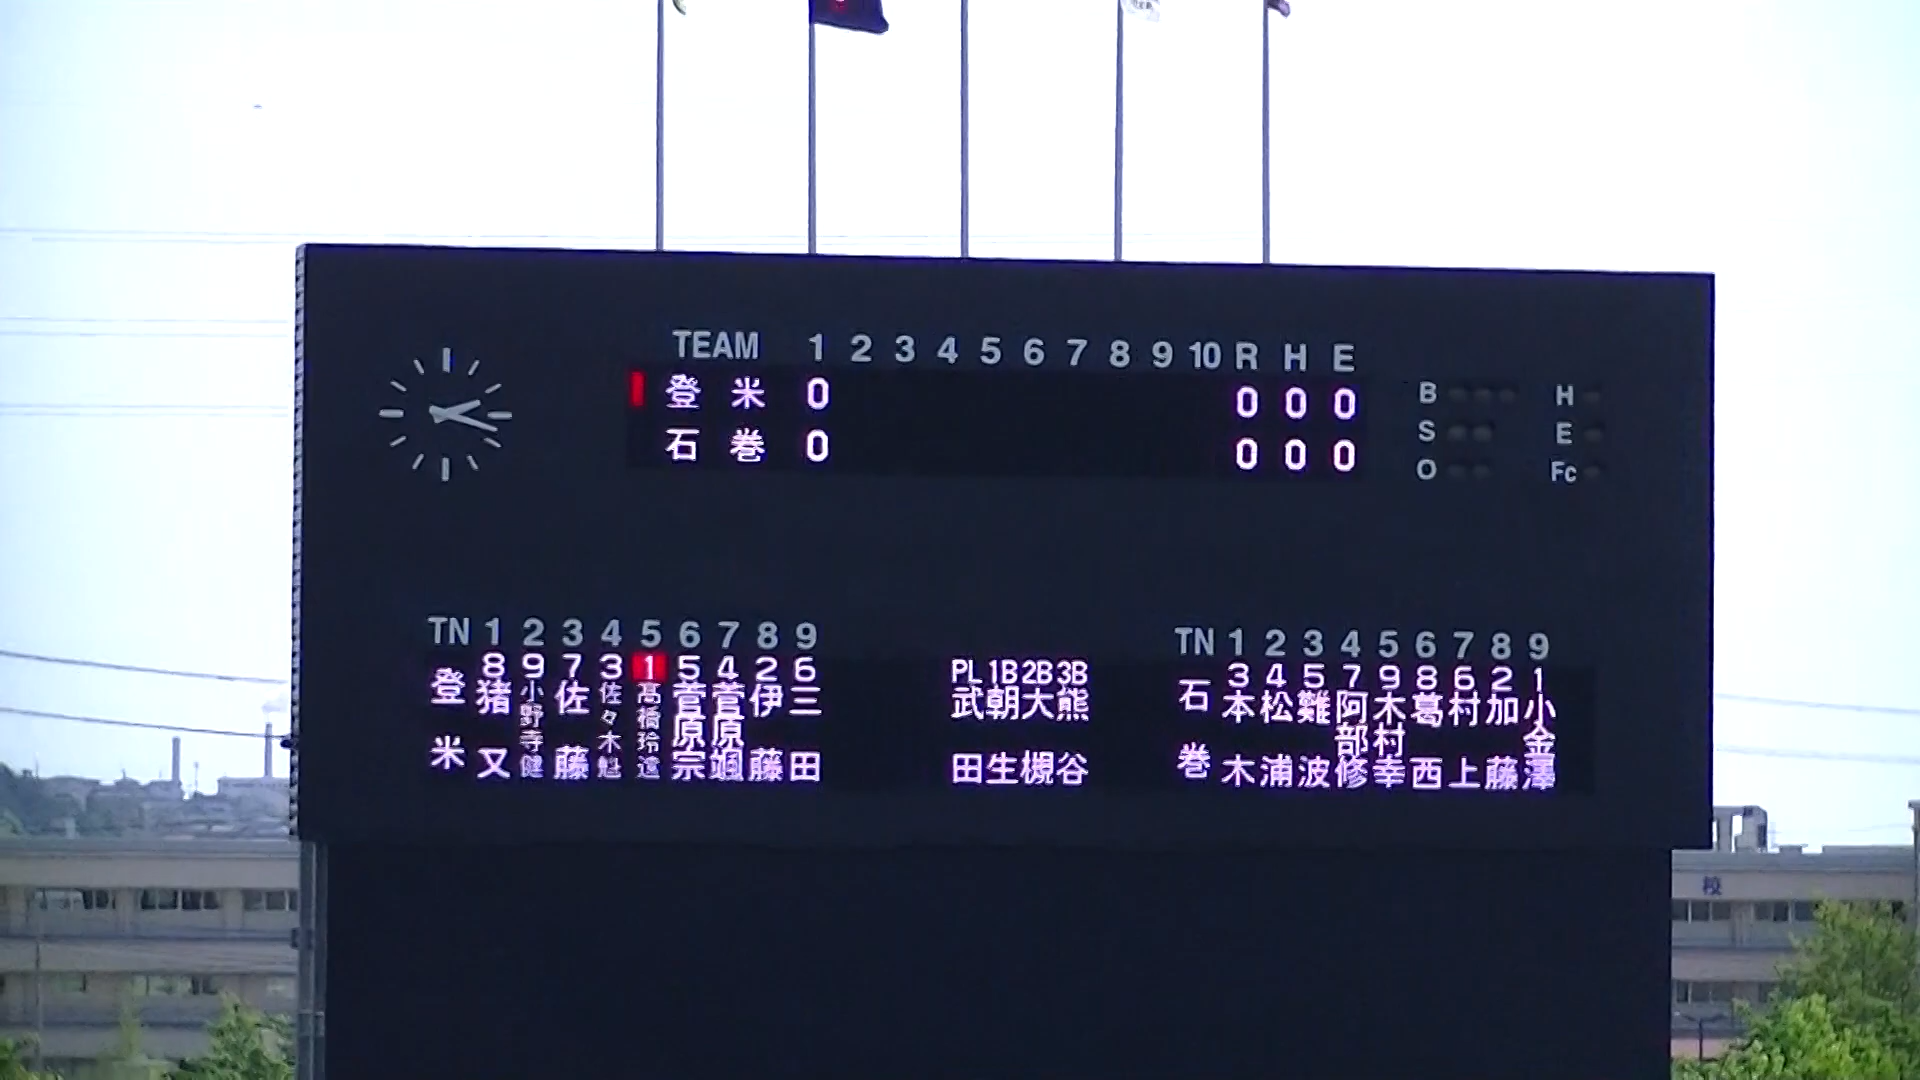 TEAM 1 2 3 4 5 6 7 8 9 10 R H E
登米 0 0 0 0
石巻 0 0 0 0
B H
S E
O Fc
TN 1 2 3 4 5 6 7 8 9
登米
8 猪又
9 小野寺健
7 佐藤
3 佐々木魁
1 髙橋玲遠
5 菅原宗
4 菅原颯
2 伊藤
6 三田
PL 1B 2B 3B
武田
朝生
大槻
熊谷
TN 1 2 3 4 5 6 7 8 9
石巻
3 本木
4 松浦
5 難波
7 阿部修
9 木村幸
8 葛西
6 村上
2 加藤
1 小金澤
校